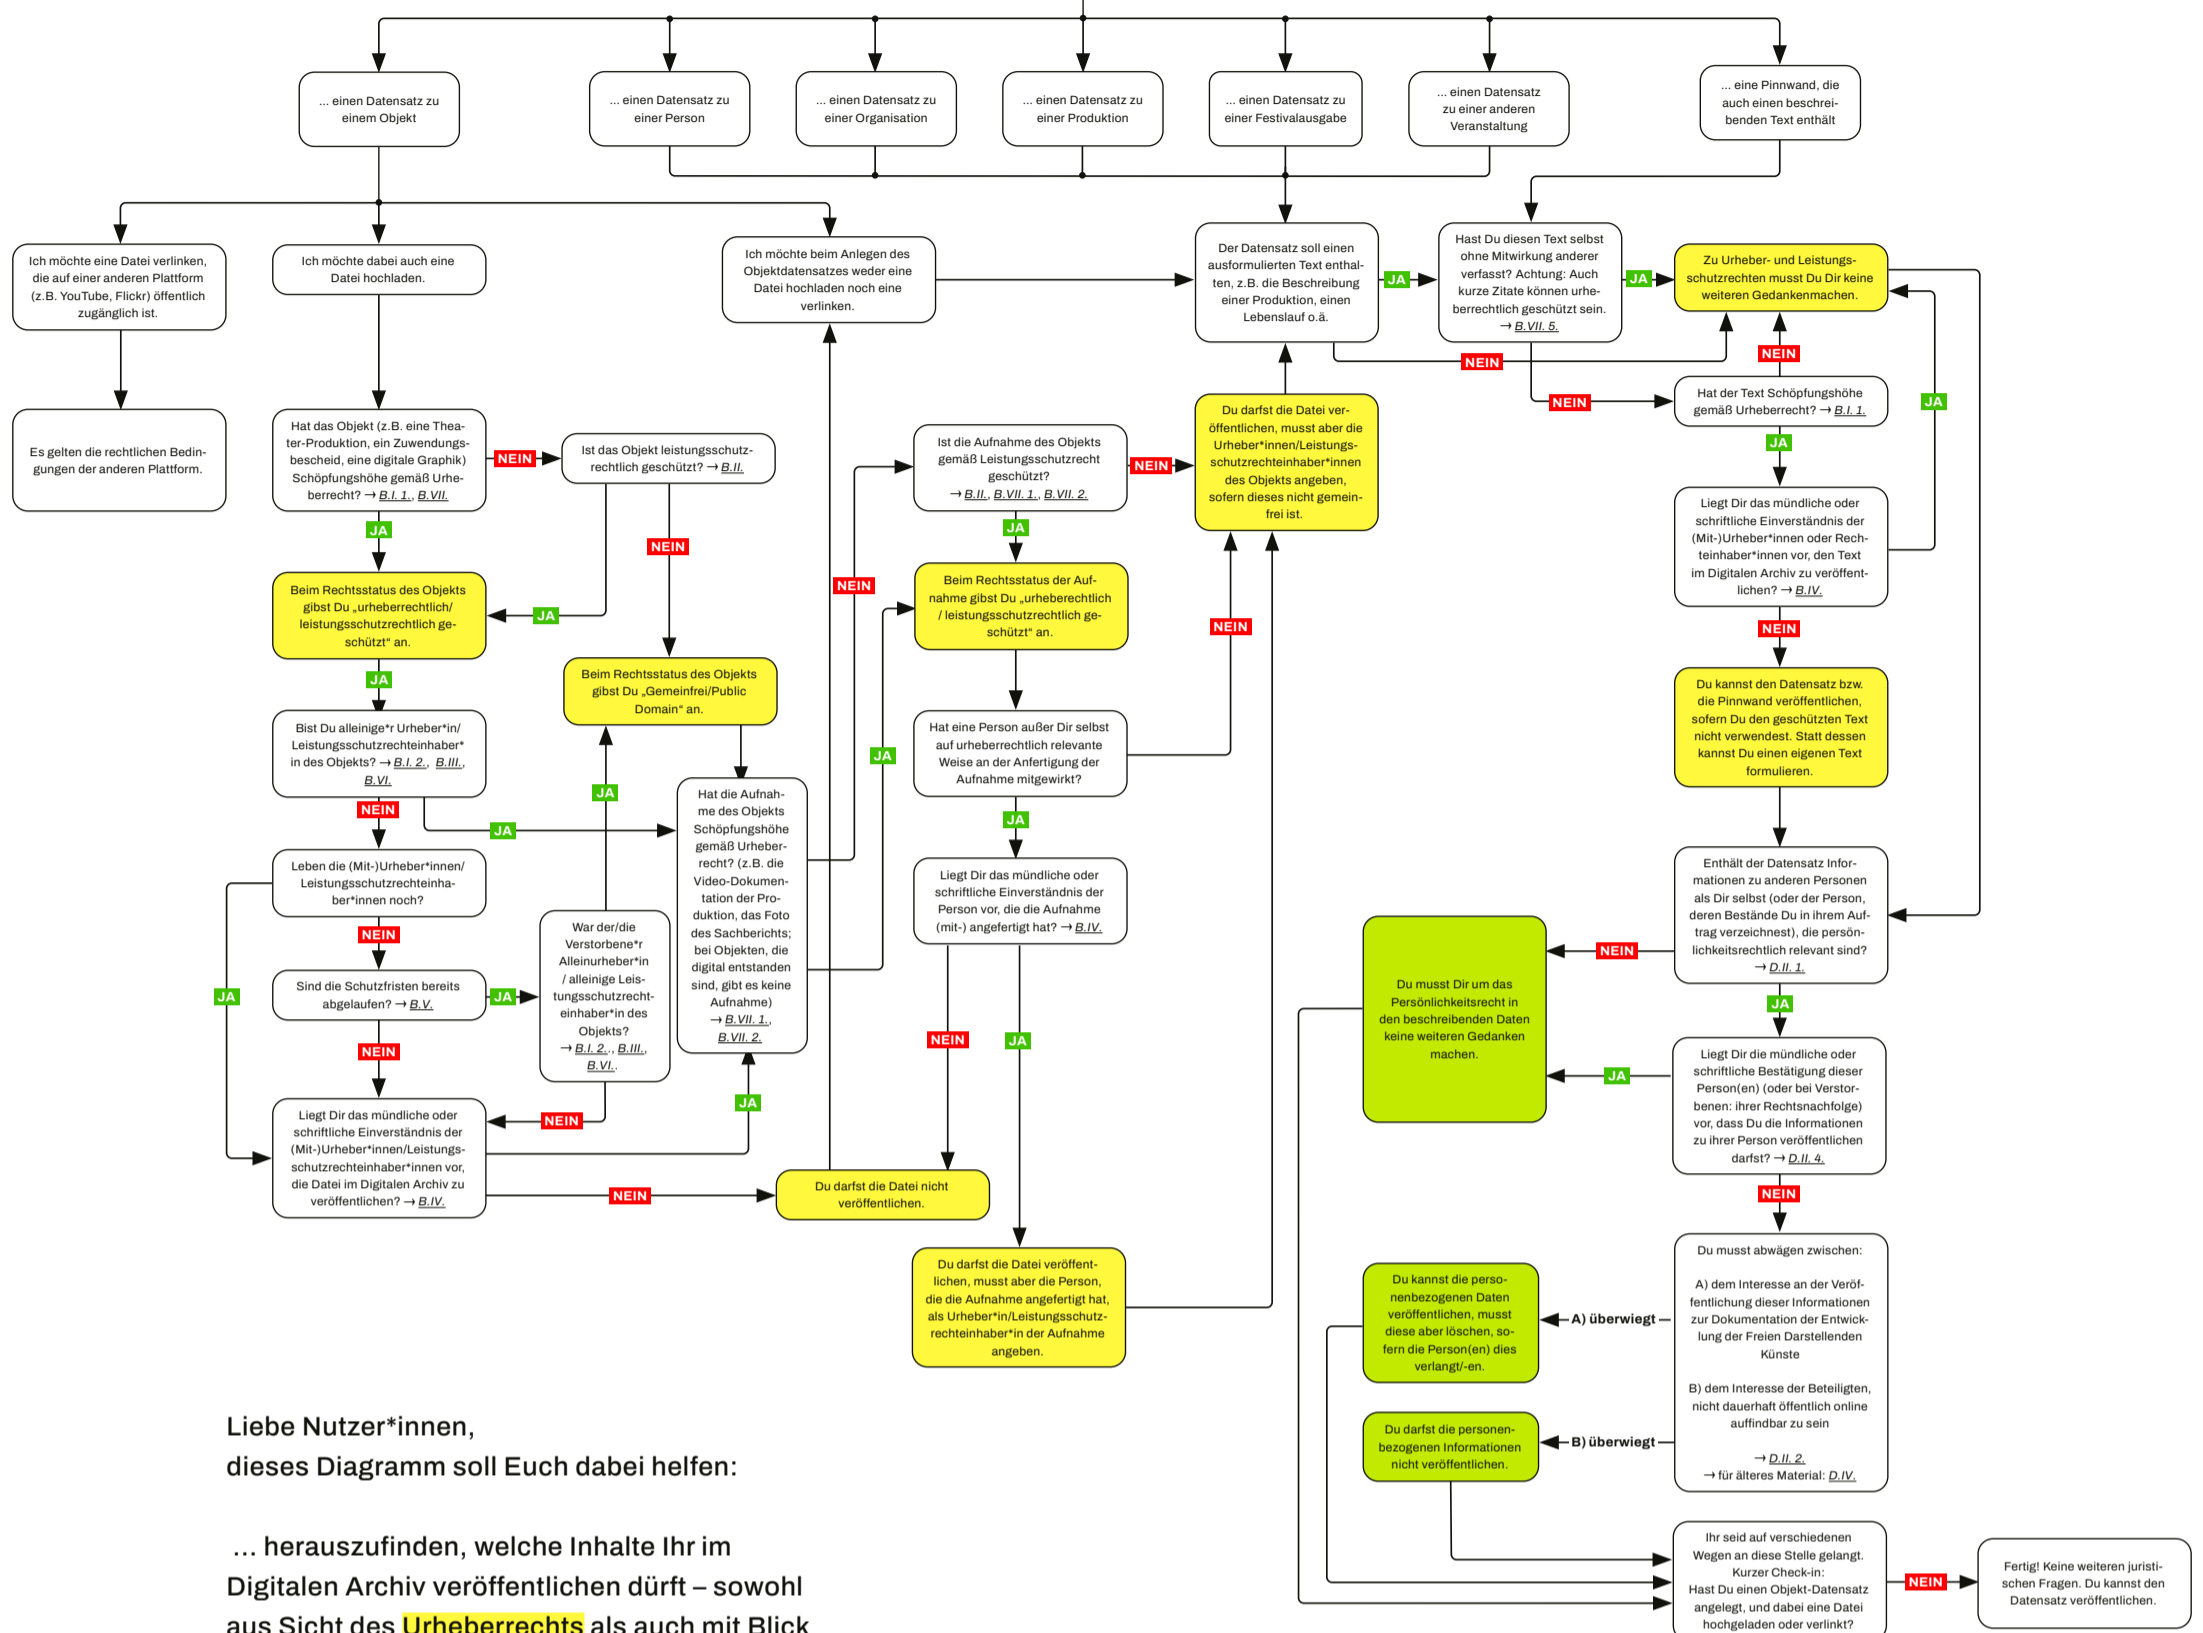 ... einen Datensatz zu
einem Objekt
... einen Datensatz zu
einer Person
... einen Datensatz zu
einer Organisation
... einen Datensatz zu
einer Produktion
... einen Datensatz zu
einer Festivalausgabe
... einen Datensatz
zu einer anderen
Veranstaltung
... eine Pinnwand, die
auch einen beschrei-
benden Text enthält
Ich möchte eine Datei verlinken,
die auf einer anderen Plattform
(z.B. YouTube, Flickr) öffentlich
zugänglich ist.
Es gelten die rechtlichen Bedin-
gungen der anderen Plattform.
Ich möchte dabei auch eine
Datei hochladen.
Hat das Objekt (z.B. eine Thea-
ter-Produktion, ein Zuwendungs-
bescheid, eine digitale Graphik)
Schöpfungshöhe gemäß Urhe-
berrecht? → B.I. 1., B.VII.
NEIN
JA
Ist das Objekt leistungsschutz-
rechtlich geschützt? → B.II.
NEIN
JA
Beim Rechtsstatus des Objekts
gibst Du „urheberrechtlich/
leistungsschutzrechtlich ge-
schützt“ an.
JA
Beim Rechtsstatus des Objekts
gibst Du „Gemeinfrei/Public
Domain“ an.
Bist Du alleinige*r Urheber*in/
Leistungsschutzrechteinhaber*
in des Objekts? → B.I. 2., B.III.,
B.VI.
NEIN
JA
Leben die (Mit-)Urheber*innen/
Leistungsschutzrechteinha-
ber*innen noch?
NEIN
JA
Sind die Schutzfristen bereits
abgelaufen? → B.V.
JA
NEIN
War der/die
Verstorbene*r
Alleinurheber*in
/ alleinige Leis-
tungsschutzrecht-
einhaber*in des
Objekts?
→ B.I. 2., B.III.,
B.VI..
JA
NEIN
Liegt Dir das mündliche oder
schriftliche Einverständnis der
(Mit-)Urheber*innen/Leistungs-
schutzrechteinhaber*innen vor,
die Datei im Digitalen Archiv zu
veröffentlichen? → B.IV.
JA
NEIN
Hat die Aufnah-
me des Objekts
Schöpfungshöhe
gemäß Urheber-
recht? (z.B. die
Video-Dokumen-
tation der Pro-
duktion, das Foto
des Sachberichts;
bei Objekten, die
digital entstanden
sind, gibt es keine
Aufnahme)
→ B.VII. 1.,
B.VII. 2.
NEIN
JA
Ich möchte beim Anlegen des
Objektdatensatzes weder eine
Datei hochladen noch eine
verlinken.
Ist die Aufnahme des Objekts
gemäß Leistungsschutzrecht
geschützt?
→ B.II., B.VII. 1., B.VII. 2.
NEIN
JA
Beim Rechtsstatus der Auf-
nahme gibst Du „urheberechtlich
/ leistungsschutzrechtlich ge-
schützt“ an.
Hat eine Person außer Dir selbst
auf urheberrechtlich relevante
Weise an der Anfertigung der
Aufnahme mitgewirkt?
NEIN
JA
Liegt Dir das mündliche oder
schriftliche Einverständnis der
Person vor, die die Aufnahme
(mit-) angefertigt hat? → B.IV.
NEIN
JA
Du darfst die Datei nicht
veröffentlichen.
Du darfst die Datei veröffent-
lichen, musst aber die Person,
die die Aufnahme angefertigt hat,
als Urheber*in/Leistungsschutz-
rechteinhaber*in der Aufnahme
angeben.
Du darfst die Datei ver-
öffentlichen, musst aber die
Urheber*innen/Leistungs-
schutzrechteinhaber*innen
des Objekts angeben,
sofern dieses nicht gemein-
frei ist.
Der Datensatz soll einen
ausformulierten Text enthal-
ten, z.B. die Beschreibung
einer Produktion, einen
Lebenslauf o.ä.
JA
NEIN
Hast Du diesen Text selbst
ohne Mitwirkung anderer
verfasst? Achtung: Auch
kurze Zitate können urhe-
berrechtlich geschützt sein.
→ B.VII. 5.
JA
NEIN
Zu Urheber- und Leistungs-
schutzrechten musst Du Dir keine
weiteren Gedankenmachen.
NEIN
Hat der Text Schöpfungshöhe
gemäß Urheberrecht? → B.I. 1.
JA
JA
Liegt Dir das mündliche oder
schriftliche Einverständnis der
(Mit-)Urheber*innen oder Rech-
teinhaber*innen vor, den Text
im Digitalen Archiv zu veröffent-
lichen? → B.IV.
NEIN
Du kannst den Datensatz bzw.
die Pinnwand veröffentlichen,
sofern Du den geschützten Text
nicht verwendest. Statt dessen
kannst Du einen eigenen Text
formulieren.
Enthält der Datensatz Infor-
mationen zu anderen Personen
als Dir selbst (oder der Person,
deren Bestände Du in ihrem Auf-
trag verzeichnest), die persön-
lichkeitsrechtlich relevant sind?
→ D.II. 1.
NEIN
JA
Du musst Dir um das
Persönlichkeitsrecht in
den beschreibenden Daten
keine weiteren Gedanken
machen.
Liegt Dir die mündliche oder
schriftliche Bestätigung dieser
Person(en) (oder bei Verstor-
benen: ihrer Rechtsnachfolge)
vor, dass Du die Informationen
zu ihrer Person veröffentlichen
darfst? → D.II. 4.
JA
NEIN
Du musst abwägen zwischen:
A) dem Interesse an der Veröf-
fentlichung dieser Informationen
zur Dokumentation der Entwick-
lung der Freien Darstellenden
Künste
B) dem Interesse der Beteiligten,
nicht dauerhaft öffentlich online
auffindbar zu sein
→ D.II. 2.
→ für älteres Material: D.IV.
A) überwiegt
Du kannst die perso-
nenbezogenen Daten
veröffentlichen, musst
diese aber löschen, so-
fern die Person(en) dies
verlangt/-en.
B) überwiegt
Du darfst die personen-
bezogenen Informationen
nicht veröffentlichen.
Ihr seid auf verschiedenen
Wegen an diese Stelle gelangt.
Kurzer Check-in:
Hast Du einen Objekt-Datensatz
angelegt, und dabei eine Datei
hochgeladen oder verlinkt?
NEIN
Fertig! Keine weiteren juristi-
schen Fragen. Du kannst den
Datensatz veröffentlichen.
Liebe Nutzer*innen,
dieses Diagramm soll Euch dabei helfen:
... herauszufinden, welche Inhalte Ihr im
Digitalen Archiv veröffentlichen dürft – sowohl
aus Sicht des Urheberrechts als auch mit Blick